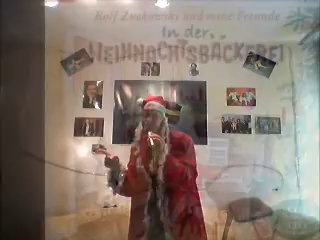 Rolf Zuckowski und seine Freunde
In der
WEIHNACHTSBÄCKEREI